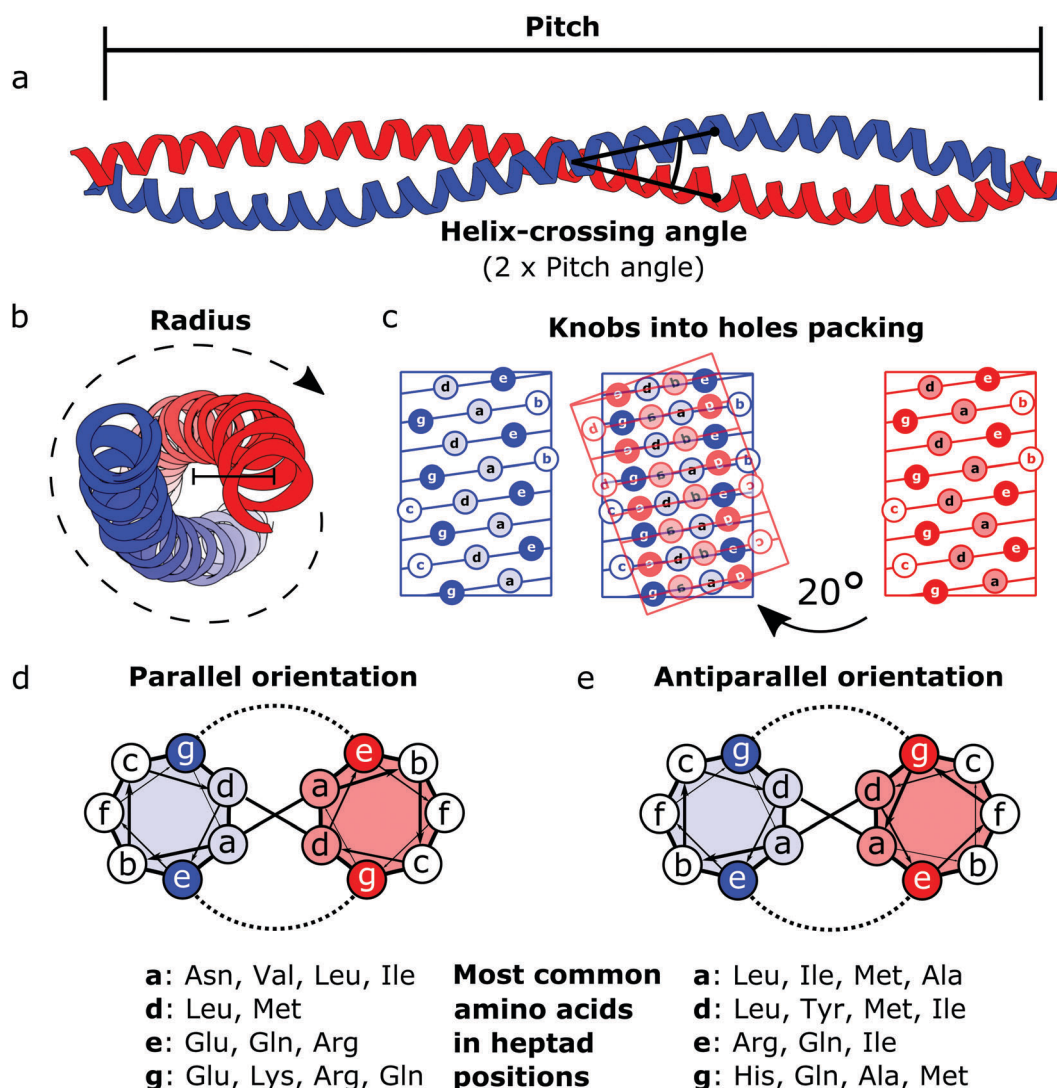 Pitch
a
Helix-crossing angle
(2 x Pitch angle)
b
Radius
c
Knobs into holes packing
d e
g a b
d e
g a b
c d e
g a
c d e
g a
d e
g a b
d e
g a b
c d e
g a
c d e
g a
20°
d e
g a b
d e
g a b
c d e
g a
c d e
g a
d
Parallel orientation
c g d f a b e
e b a f d c g
e
Antiparallel orientation
c g d f a b e
g c d f a b e
a: Asn, Val, Leu, Ile
d: Leu, Met
e: Glu, Gln, Arg
g: Glu, Lys, Arg, Gln
Most common
amino acids
in heptad
positions
a: Leu, Ile, Met, Ala
d: Leu, Tyr, Met, Ile
e: Arg, Gln, Ile
g: His, Gln, Ala, Met